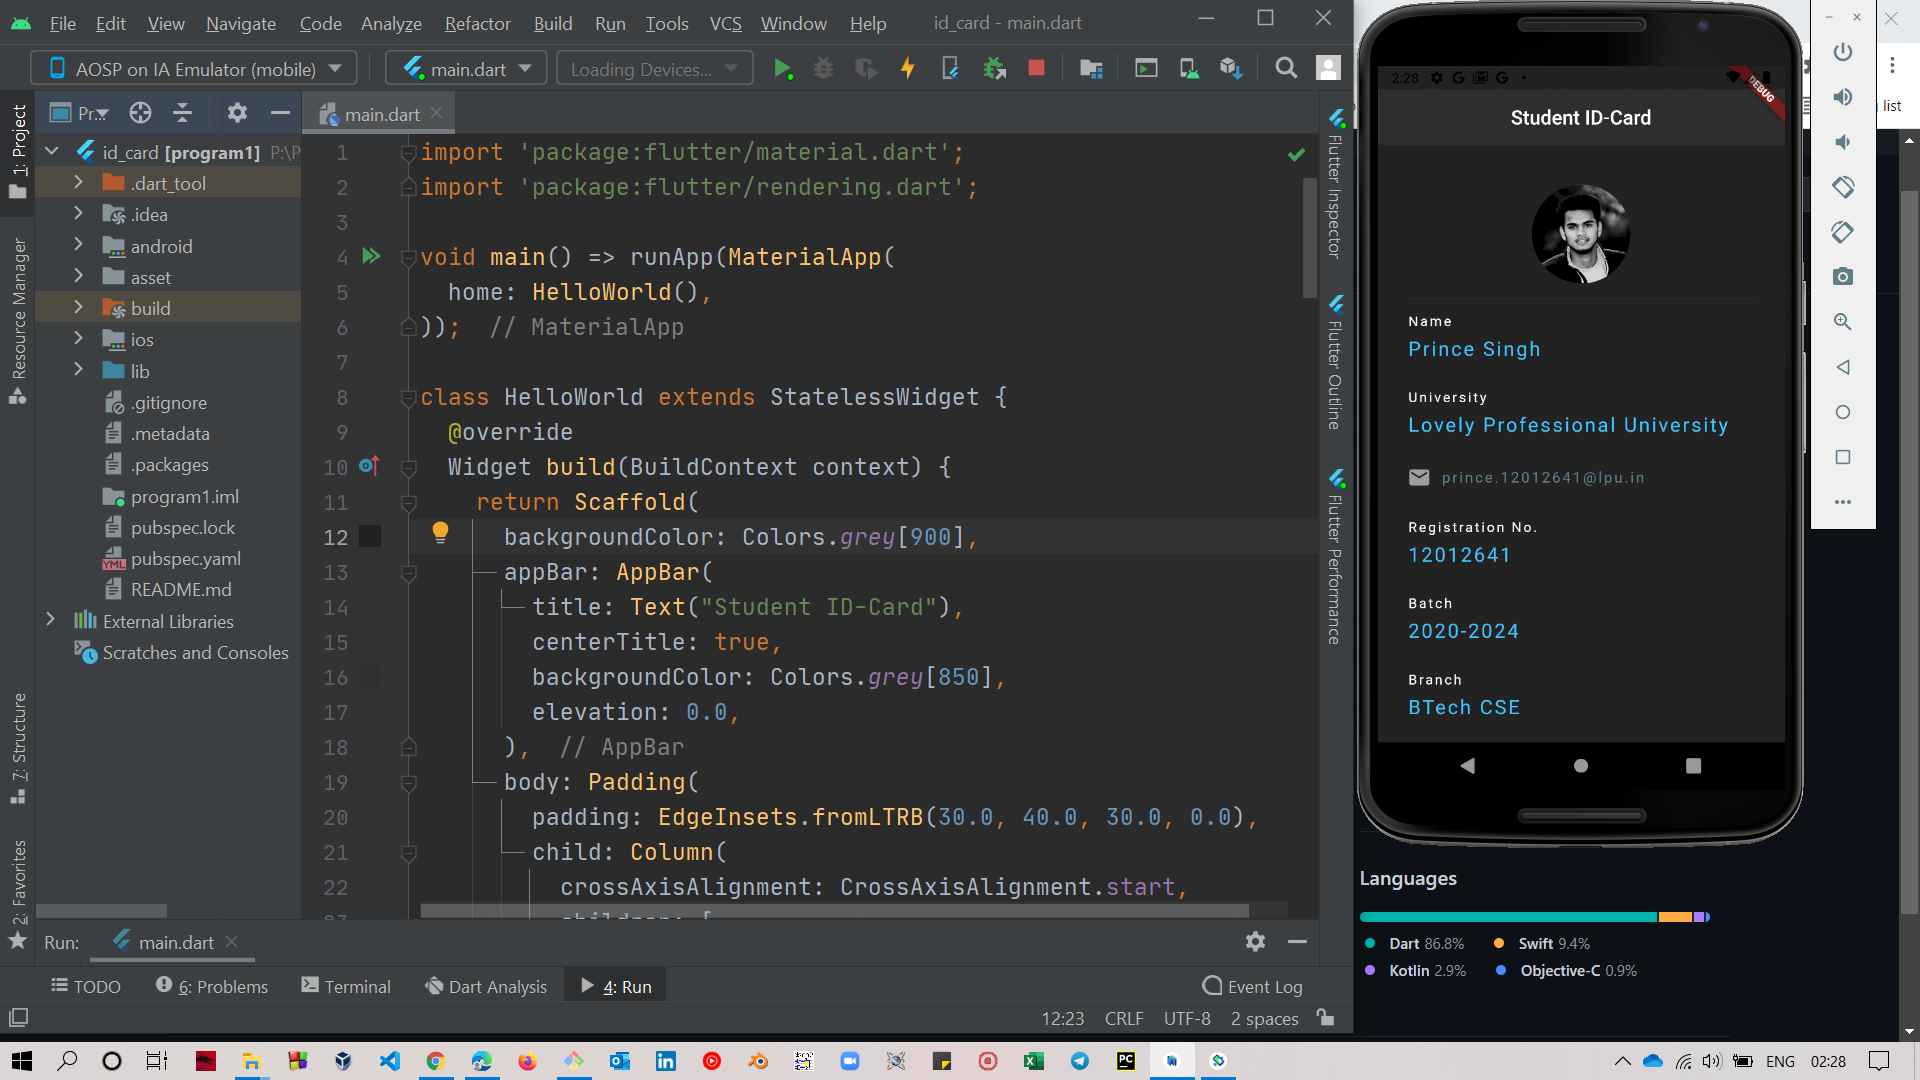 File Edit View Navigate Code Analyze Refactor Build Run Tools VCS Window Help id_card - main.dart
AOSP on IA Emulator (mobile) main.dart Loading Devices...
Pr...
main.dart
1: Project
Resource Manager
7: Structure
2: Favorites
id_card [program1] P:\P
.dart_tool
.idea
android
asset
build
ios
lib
.gitignore
.metadata
.packages
program1.iml
pubspec.lock
pubspec.yaml
README.md
External Libraries
Scratches and Consoles
1 import 'package:flutter/material.dart';
2 import 'package:flutter/rendering.dart';
3
4 void main() => runApp(MaterialApp(
5 home: HelloWorld(),
6 )); // MaterialApp
7
8 class HelloWorld extends StatelessWidget {
9 @override
10 Widget build(BuildContext context) {
11 return Scaffold(
12 backgroundColor: Colors.grey[900],
13 appBar: AppBar(
14 title: Text("Student ID-Card"),
15 centerTitle: true,
16 backgroundColor: Colors.grey[850],
17 elevation: 0.0,
18 ), // AppBar
19 body: Padding(
20 padding: EdgeInsets.fromLTRB(30.0, 40.0, 30.0, 0.0),
21 child: Column(
22 crossAxisAlignment: CrossAxisAlignment.start,
Flutter Inspector
Flutter Outline
Flutter Performance
Run: main.dart
TODO 6: Problems Terminal Dart Analysis 4: Run Event Log
12:23 CRLF UTF-8 2 spaces
2:28
DEBUG
Student ID-Card
Name
Prince Singh
University
Lovely Professional University
prince.12012641@lpu.in
Registration No.
12012641
Batch
2020-2024
Branch
BTech CSE
list
Languages
Dart 86.8% Swift 9.4%
Kotlin 2.9% Objective-C 0.9%
ENG 02:28